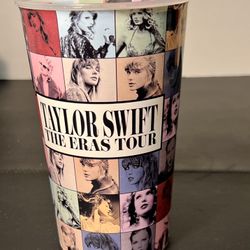 TAYLOR SWIFT
THE ERAS TOUR